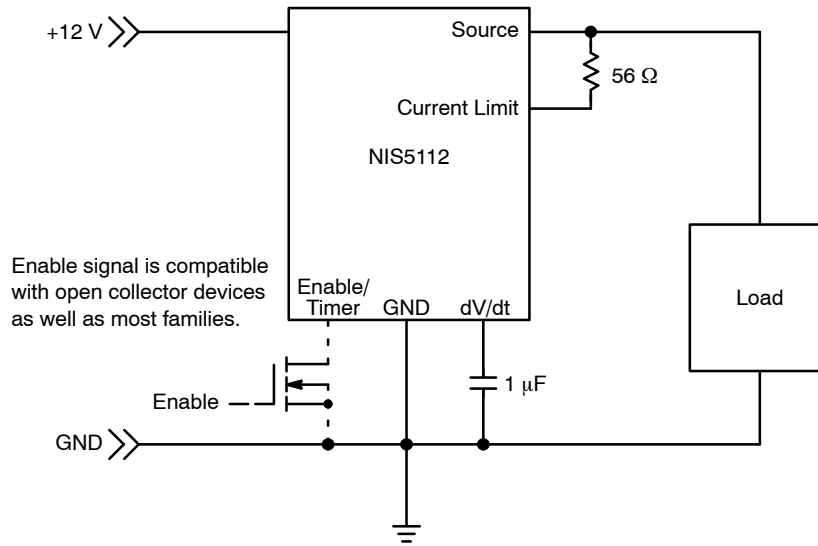 +12 V
Source
56 Ω
Current Limit
NIS5112
Enable signal is compatible
with open collector devices
as well as most families.
Enable/
Timer
GND
dV/dt
Load
1 μF
Enable
GND